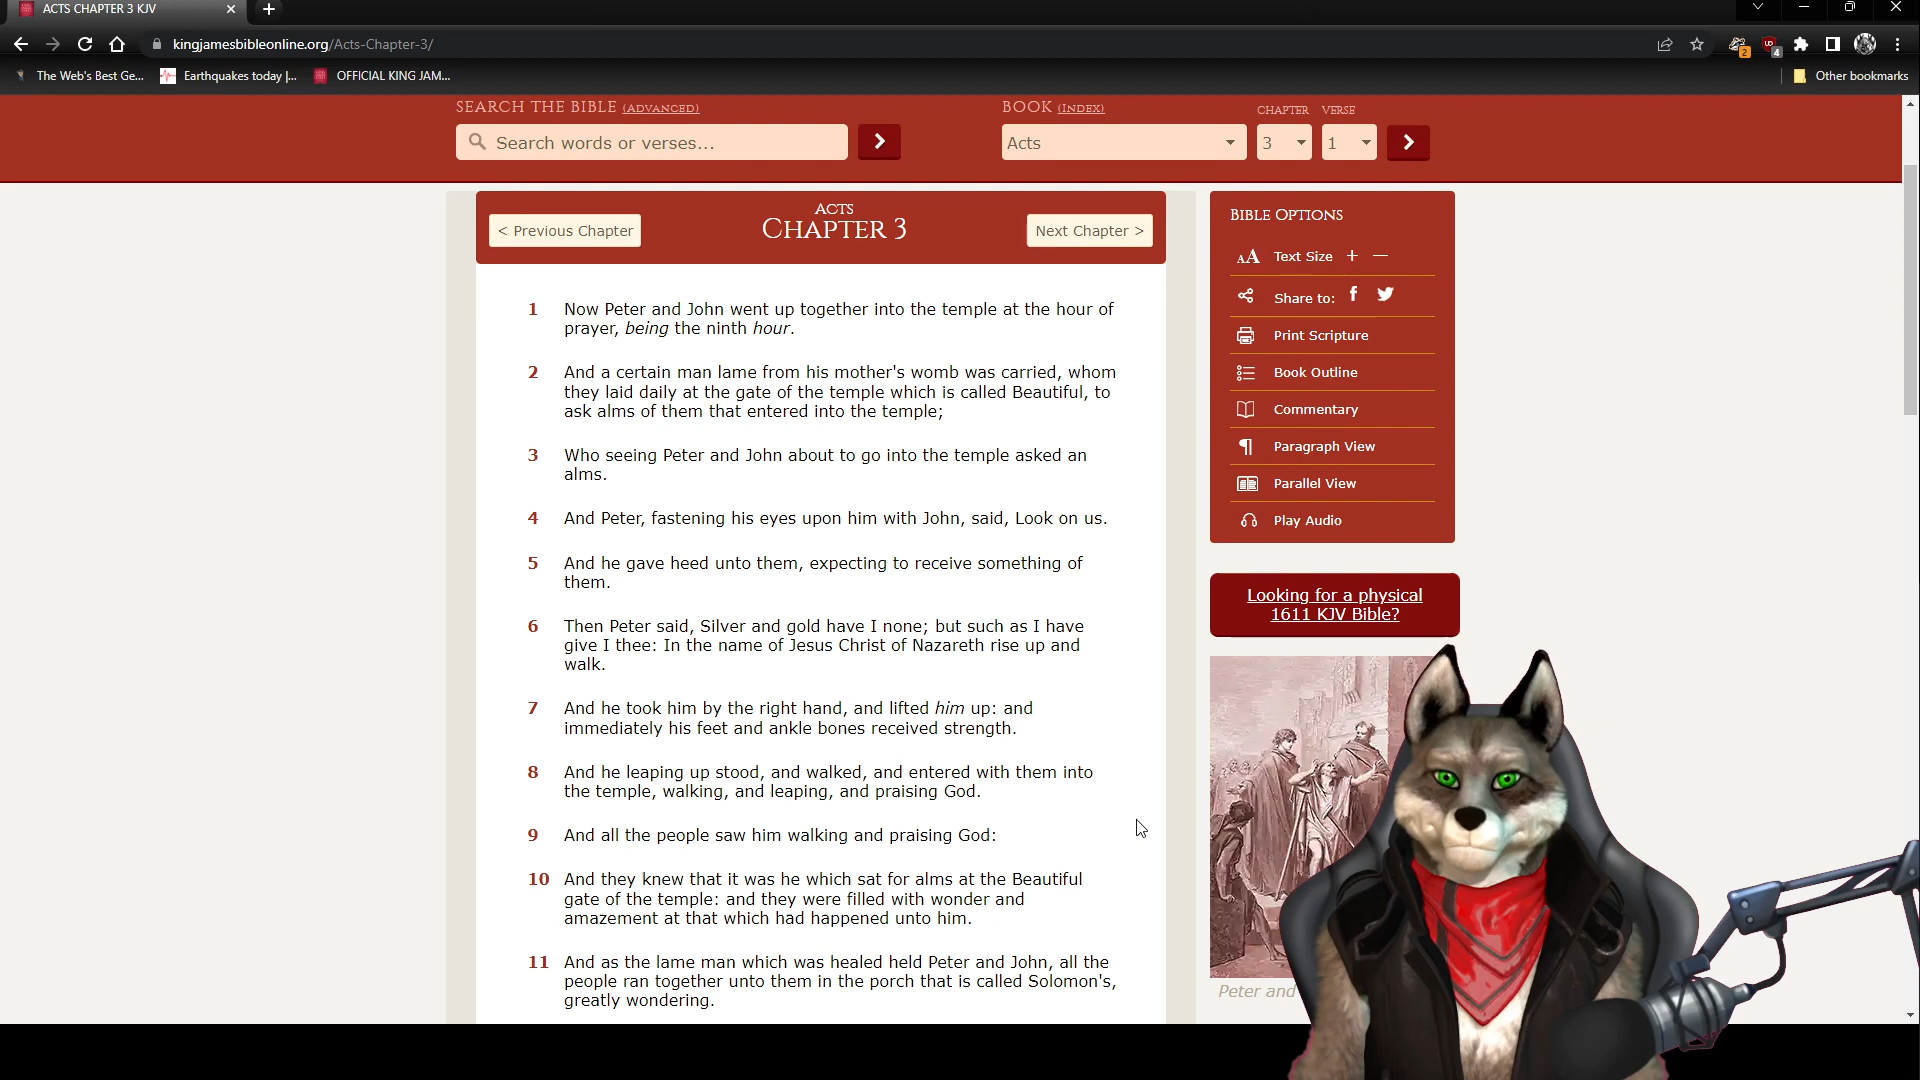 ACTS CHAPTER 3 KJV
kingjamesbibleonline.org/Acts-Chapter-3/
2
4
The Web's Best Ge...
Earthquakes today |...
OFFICIAL KING JAM...
Other bookmarks
SEARCH THE BIBLE (ADVANCED)
BOOK (INDEX)
CHAPTER
VERSE
Search words or verses...
Acts
3
1
ACTS
CHAPTER 3
< Previous Chapter
Next Chapter >
1 Now Peter and John went up together into the temple at the hour of
prayer, being the ninth hour.
2 And a certain man lame from his mother's womb was carried, whom
they laid daily at the gate of the temple which is called Beautiful, to
ask alms of them that entered into the temple;
3 Who seeing Peter and John about to go into the temple asked an
alms.
4 And Peter, fastening his eyes upon him with John, said, Look on us.
5 And he gave heed unto them, expecting to receive something of
them.
6 Then Peter said, Silver and gold have I none; but such as I have
give I thee: In the name of Jesus Christ of Nazareth rise up and
walk.
7 And he took him by the right hand, and lifted him up: and
immediately his feet and ankle bones received strength.
8 And he leaping up stood, and walked, and entered with them into
the temple, walking, and leaping, and praising God.
9 And all the people saw him walking and praising God:
10 And they knew that it was he which sat for alms at the Beautiful
gate of the temple: and they were filled with wonder and
amazement at that which had happened unto him.
11 And as the lame man which was healed held Peter and John, all the
people ran together unto them in the porch that is called Solomon's,
greatly wondering.
BIBLE OPTIONS
AA Text Size + —
Share to:
Print Scripture
Book Outline
Commentary
¶ Paragraph View
Parallel View
Play Audio
Looking for a physical
1611 KJV Bible?
Peter and